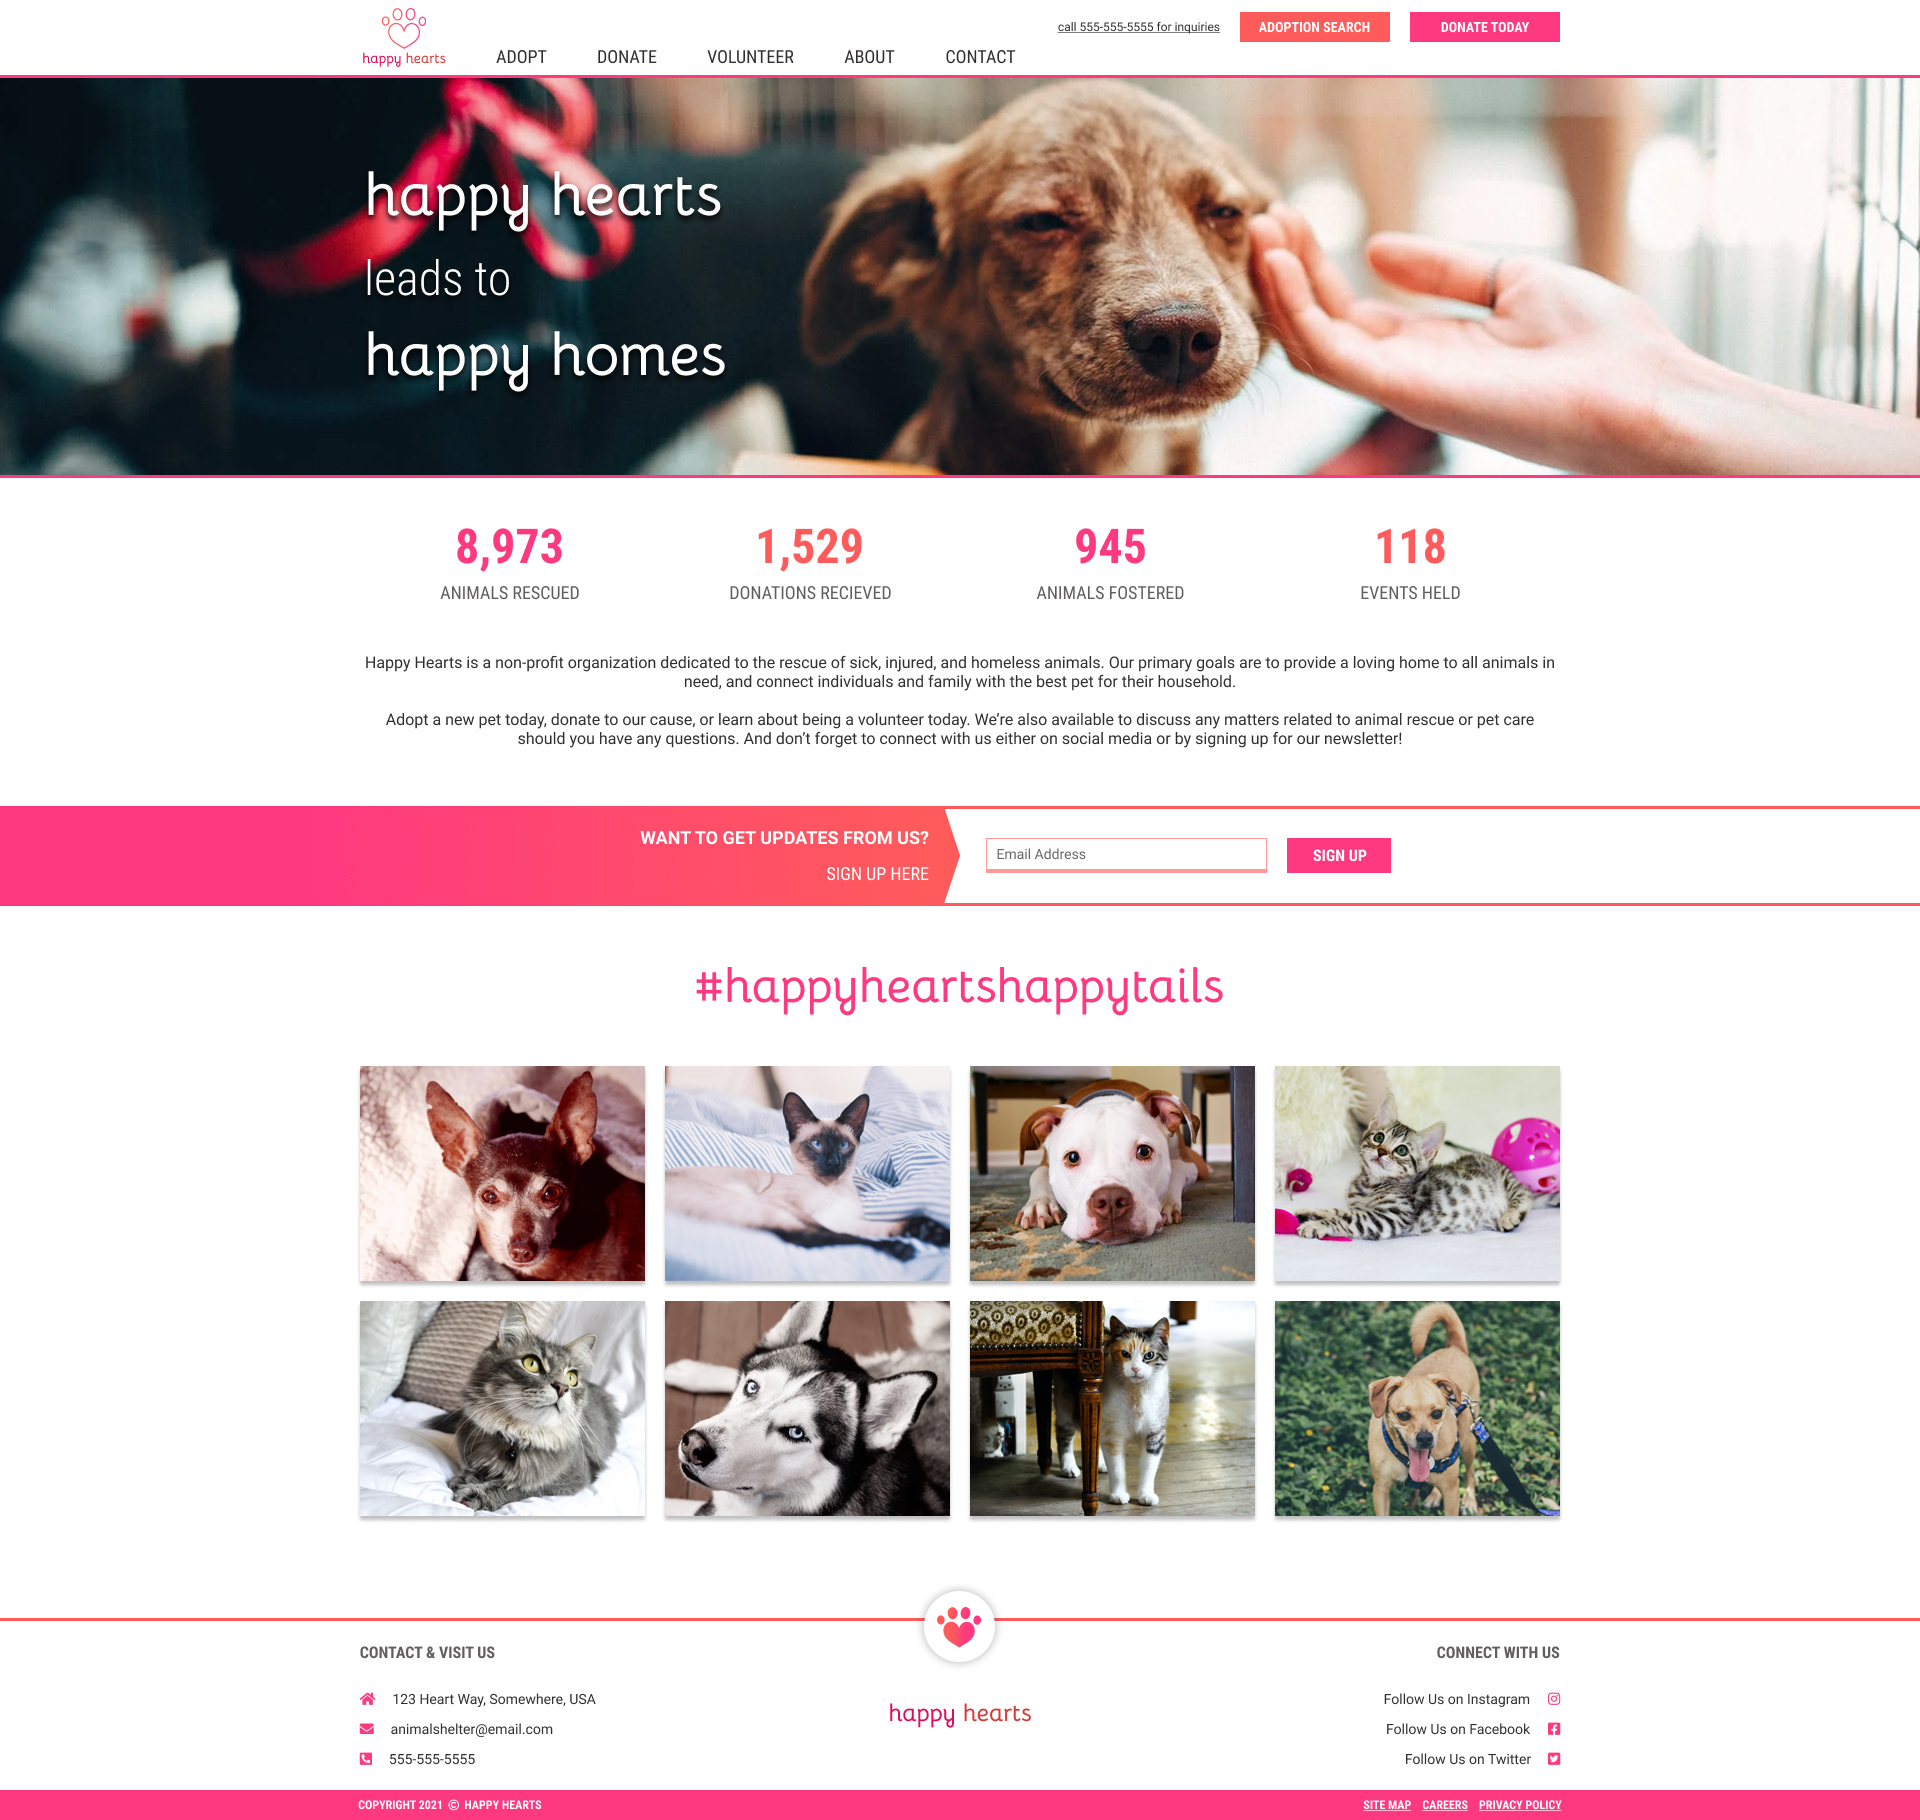 happy hearts
ADOPT DONATE VOLUNTEER ABOUT CONTACT
call 555-555-5555 for inquiries
ADOPTION SEARCH
DONATE TODAY
happy hearts
leads to
happy homes
8,973
ANIMALS RESCUED
1,529
DONATIONS RECIEVED
945
ANIMALS FOSTERED
118
EVENTS HELD
Happy Hearts is a non-profit organization dedicated to the rescue of sick, injured, and homeless animals. Our primary goals are to provide a loving home to all animals in
need, and connect individuals and family with the best pet for their household.
Adopt a new pet today, donate to our cause, or learn about being a volunteer today. We’re also available to discuss any matters related to animal rescue or pet care
should you have any questions. And don’t forget to connect with us either on social media or by signing up for our newsletter!
WANT TO GET UPDATES FROM US?
SIGN UP HERE
Email Address
SIGN UP
#happyheartshappytails
CONTACT & VISIT US
123 Heart Way, Somewhere, USA
animalshelter@email.com
555-555-5555
happy hearts
CONNECT WITH US
Follow Us on Instagram
Follow Us on Facebook
Follow Us on Twitter
COPYRIGHT 2021 © HAPPY HEARTS
SITE MAP CAREERS PRIVACY POLICY